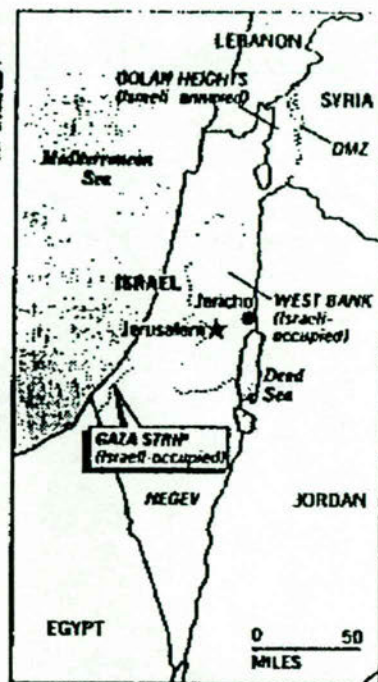 LEBANON
GOLAN HEIGHTS
(Israeli annexed)
SYRIA
DMZ
Mediterranean
Sea
ISRAEL
Jericho
WEST BANK
(Israeli-
occupied)
Jerusalem
Dead
Sea
GAZA STRIP
(Israeli-occupied)
NEGEV
JORDAN
EGYPT
0 50
MILES